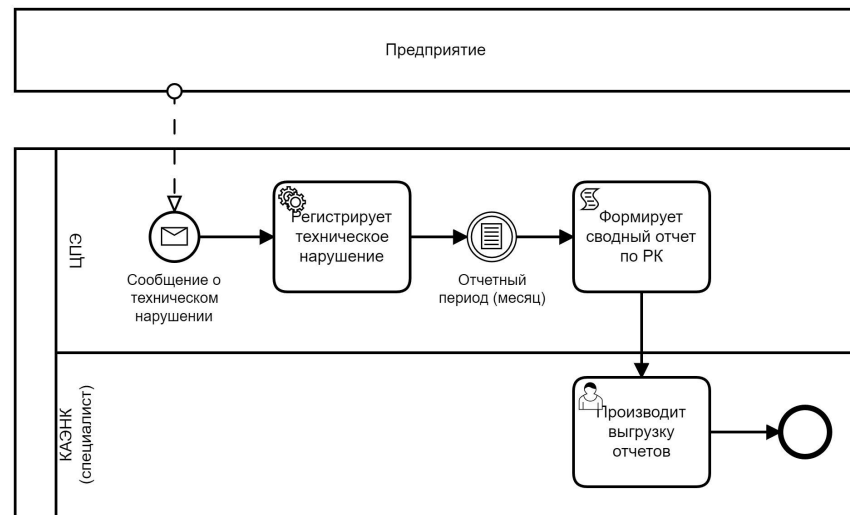 Предприятие
ЦПЭ
Сообщение о
техническом
нарушении
Регистрирует
техническое
нарушение
Отчетный
период (месяц)
Формирует
сводный отчет
по РК
КАЭНК
(специалист)
Производит
выгрузку
отчетов